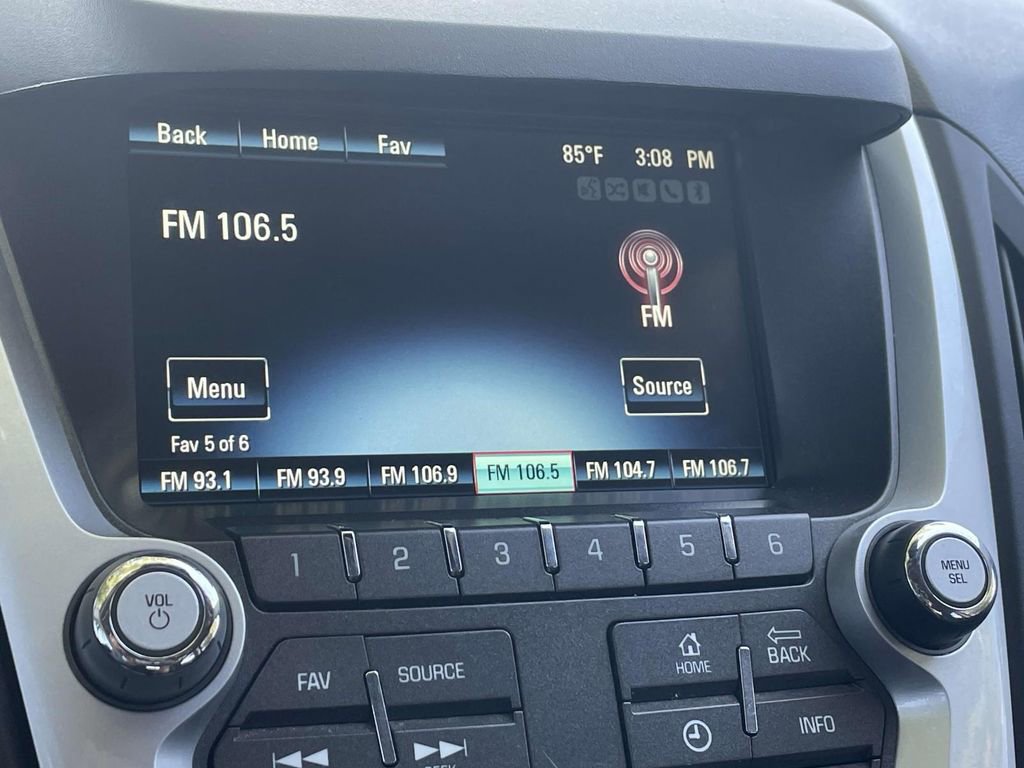 Back Home Fav
85°F 3:08 PM
FM 106.5
FM
Menu
Source
Fav 5 of 6
FM 93.1 FM 93.9 FM 106.9 FM 106.5 FM 104.7 FM 106.7
1 2 3 4 5 6
VOL
MENU
SEL
FAV SOURCE
HOME
BACK
INFO
SEEK